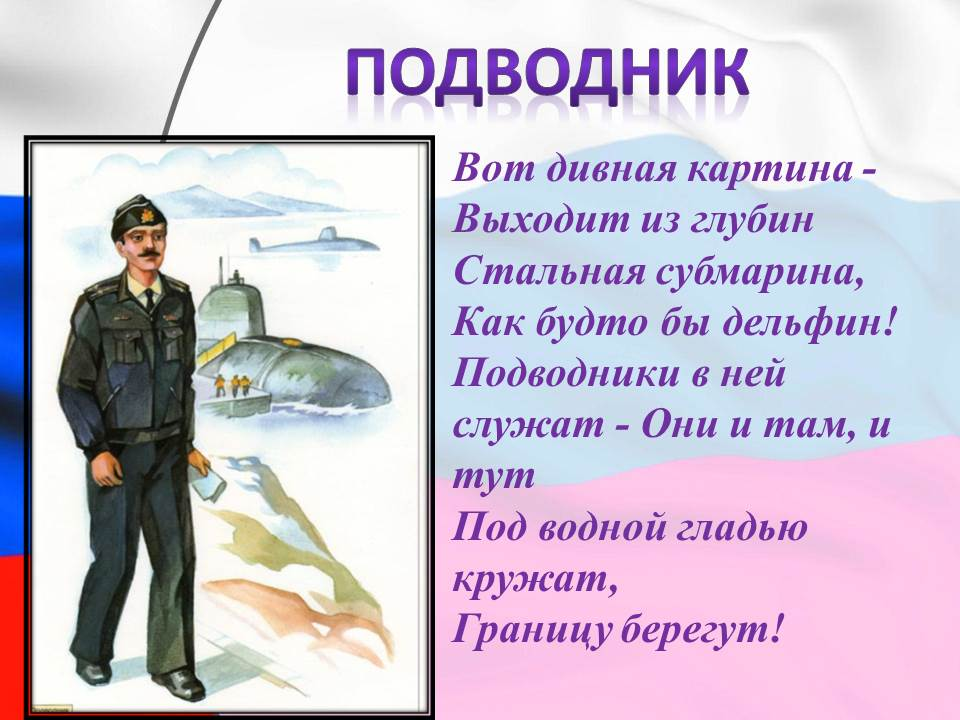 ПОДВОДНИК
Вот дивная картина -
Выходит из глубин
Стальная субмарина,
Как будто бы дельфин!
Подводники в ней
служат - Они и там, и
тут
Под водной гладью
кружат,
Границу берегут!